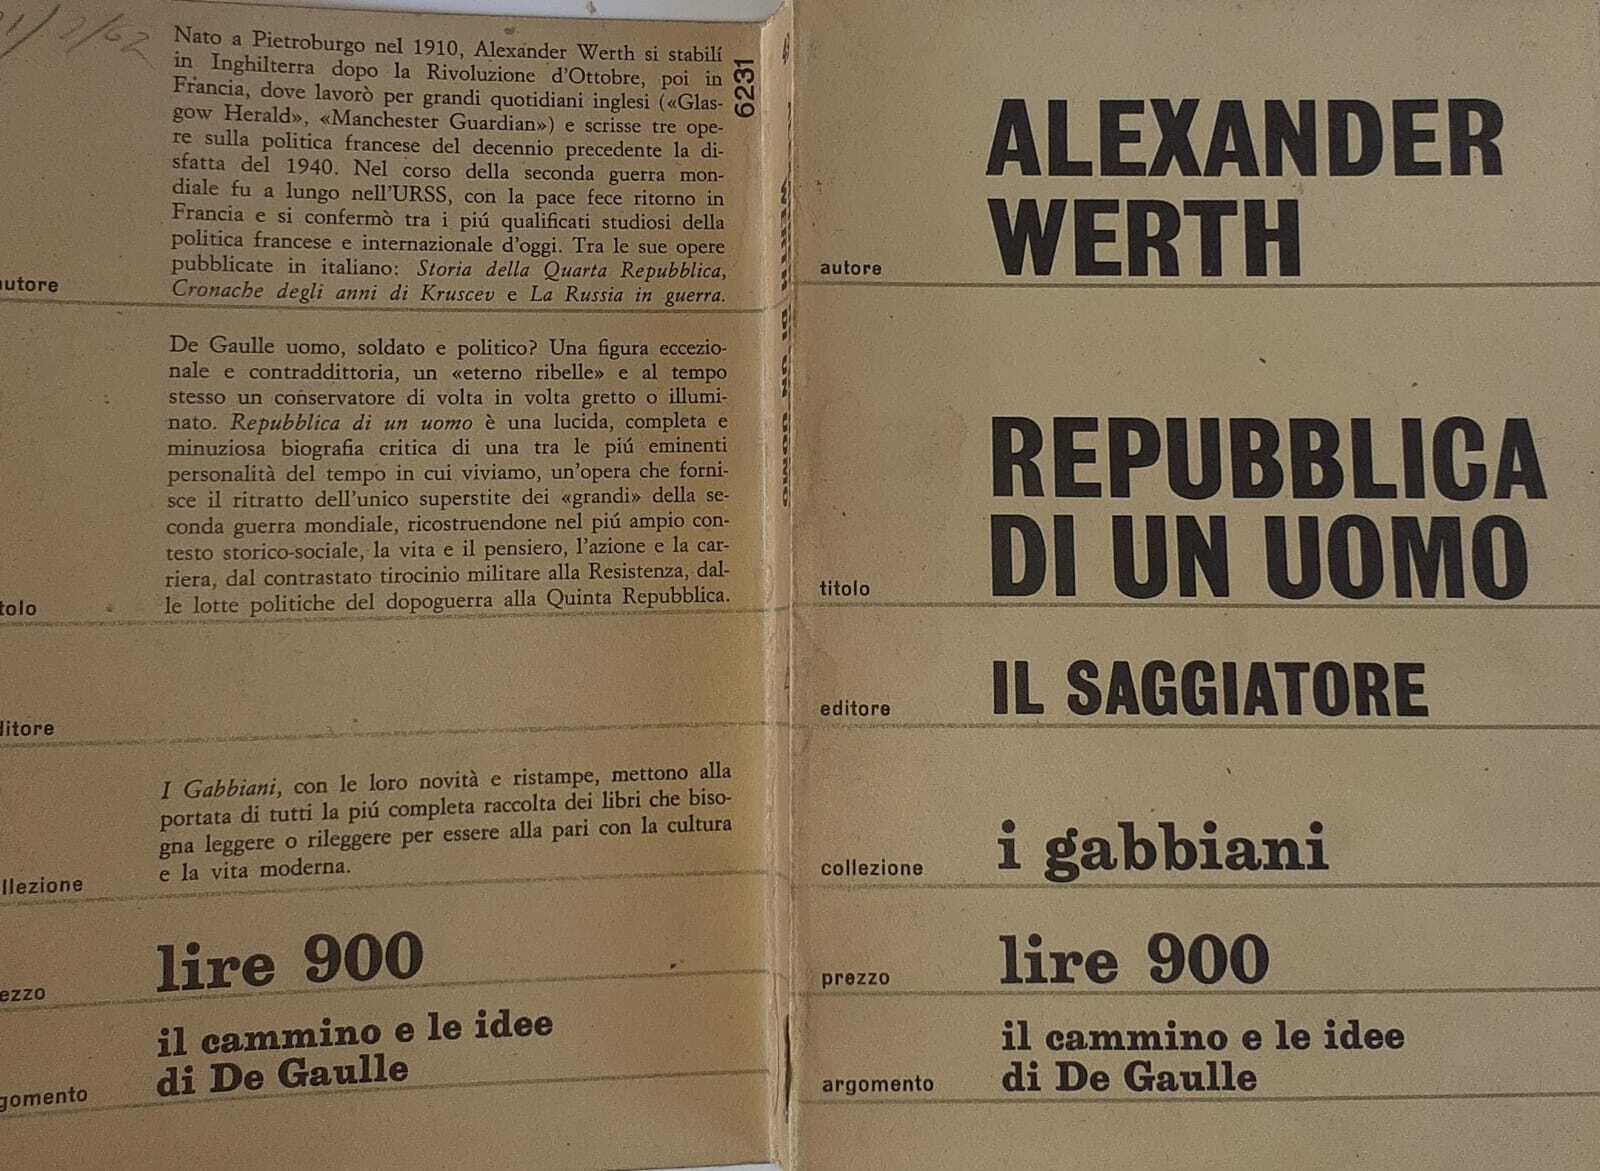 Nato a Pietroburgo nel 1910, Alexander Werth si stabilí
in Inghilterra dopo la Rivoluzione d'Ottobre, poi in
Francia, dove lavorò per grandi quotidiani inglesi («Glas-
gow Herald», «Manchester Guardian») e scrisse tre ope-
re sulla politica francese del decennio precedente la di-
sfatta del 1940. Nel corso della seconda guerra mon-
diale fu a lungo nell'URSS, con la pace fece ritorno in
Francia e si confermò tra i piú qualificati studiosi della
politica francese e internazionale d'oggi. Tra le sue opere
pubblicate in italiano: Storia della Quarta Repubblica,
Cronache degli anni di Kruscev e La Russia in guerra.
utore
6231
De Gaulle uomo, soldato e politico? Una figura eccezio-
nale e contraddittoria, un «eterno ribelle» e al tempo
stesso un conservatore di volta in volta gretto o illumi-
nato. Repubblica di un uomo è una lucida, completa e
minuziosa biografia critica di una tra le piú eminenti
personalità del tempo in cui viviamo, un'opera che forni-
sce il ritratto dell'unico superstite dei «grandi» della se-
conda guerra mondiale, ricostruendone nel piú ampio con-
testo storico-sociale, la vita e il pensiero, l'azione e la car-
riera, dal contrastato tirocinio militare alla Resistenza, dal-
le lotte politiche del dopoguerra alla Quinta Repubblica.
tolo
ditore
I Gabbiani, con le loro novità e ristampe, mettono alla
portata di tutti la piú completa raccolta dei libri che biso-
gna leggere o rileggere per essere alla pari con la cultura
e la vita moderna.
llezione
lire 900
ezzo
il cammino e le idee
di De Gaulle
gomento
WERTH DI UN UOMO
ALEXANDER
WERTH
autore
REPUBBLICA
DI UN UOMO
titolo
IL SAGGIATORE
editore
i gabbiani
collezione
lire 900
prezzo
il cammino e le idee
di De Gaulle
argomento